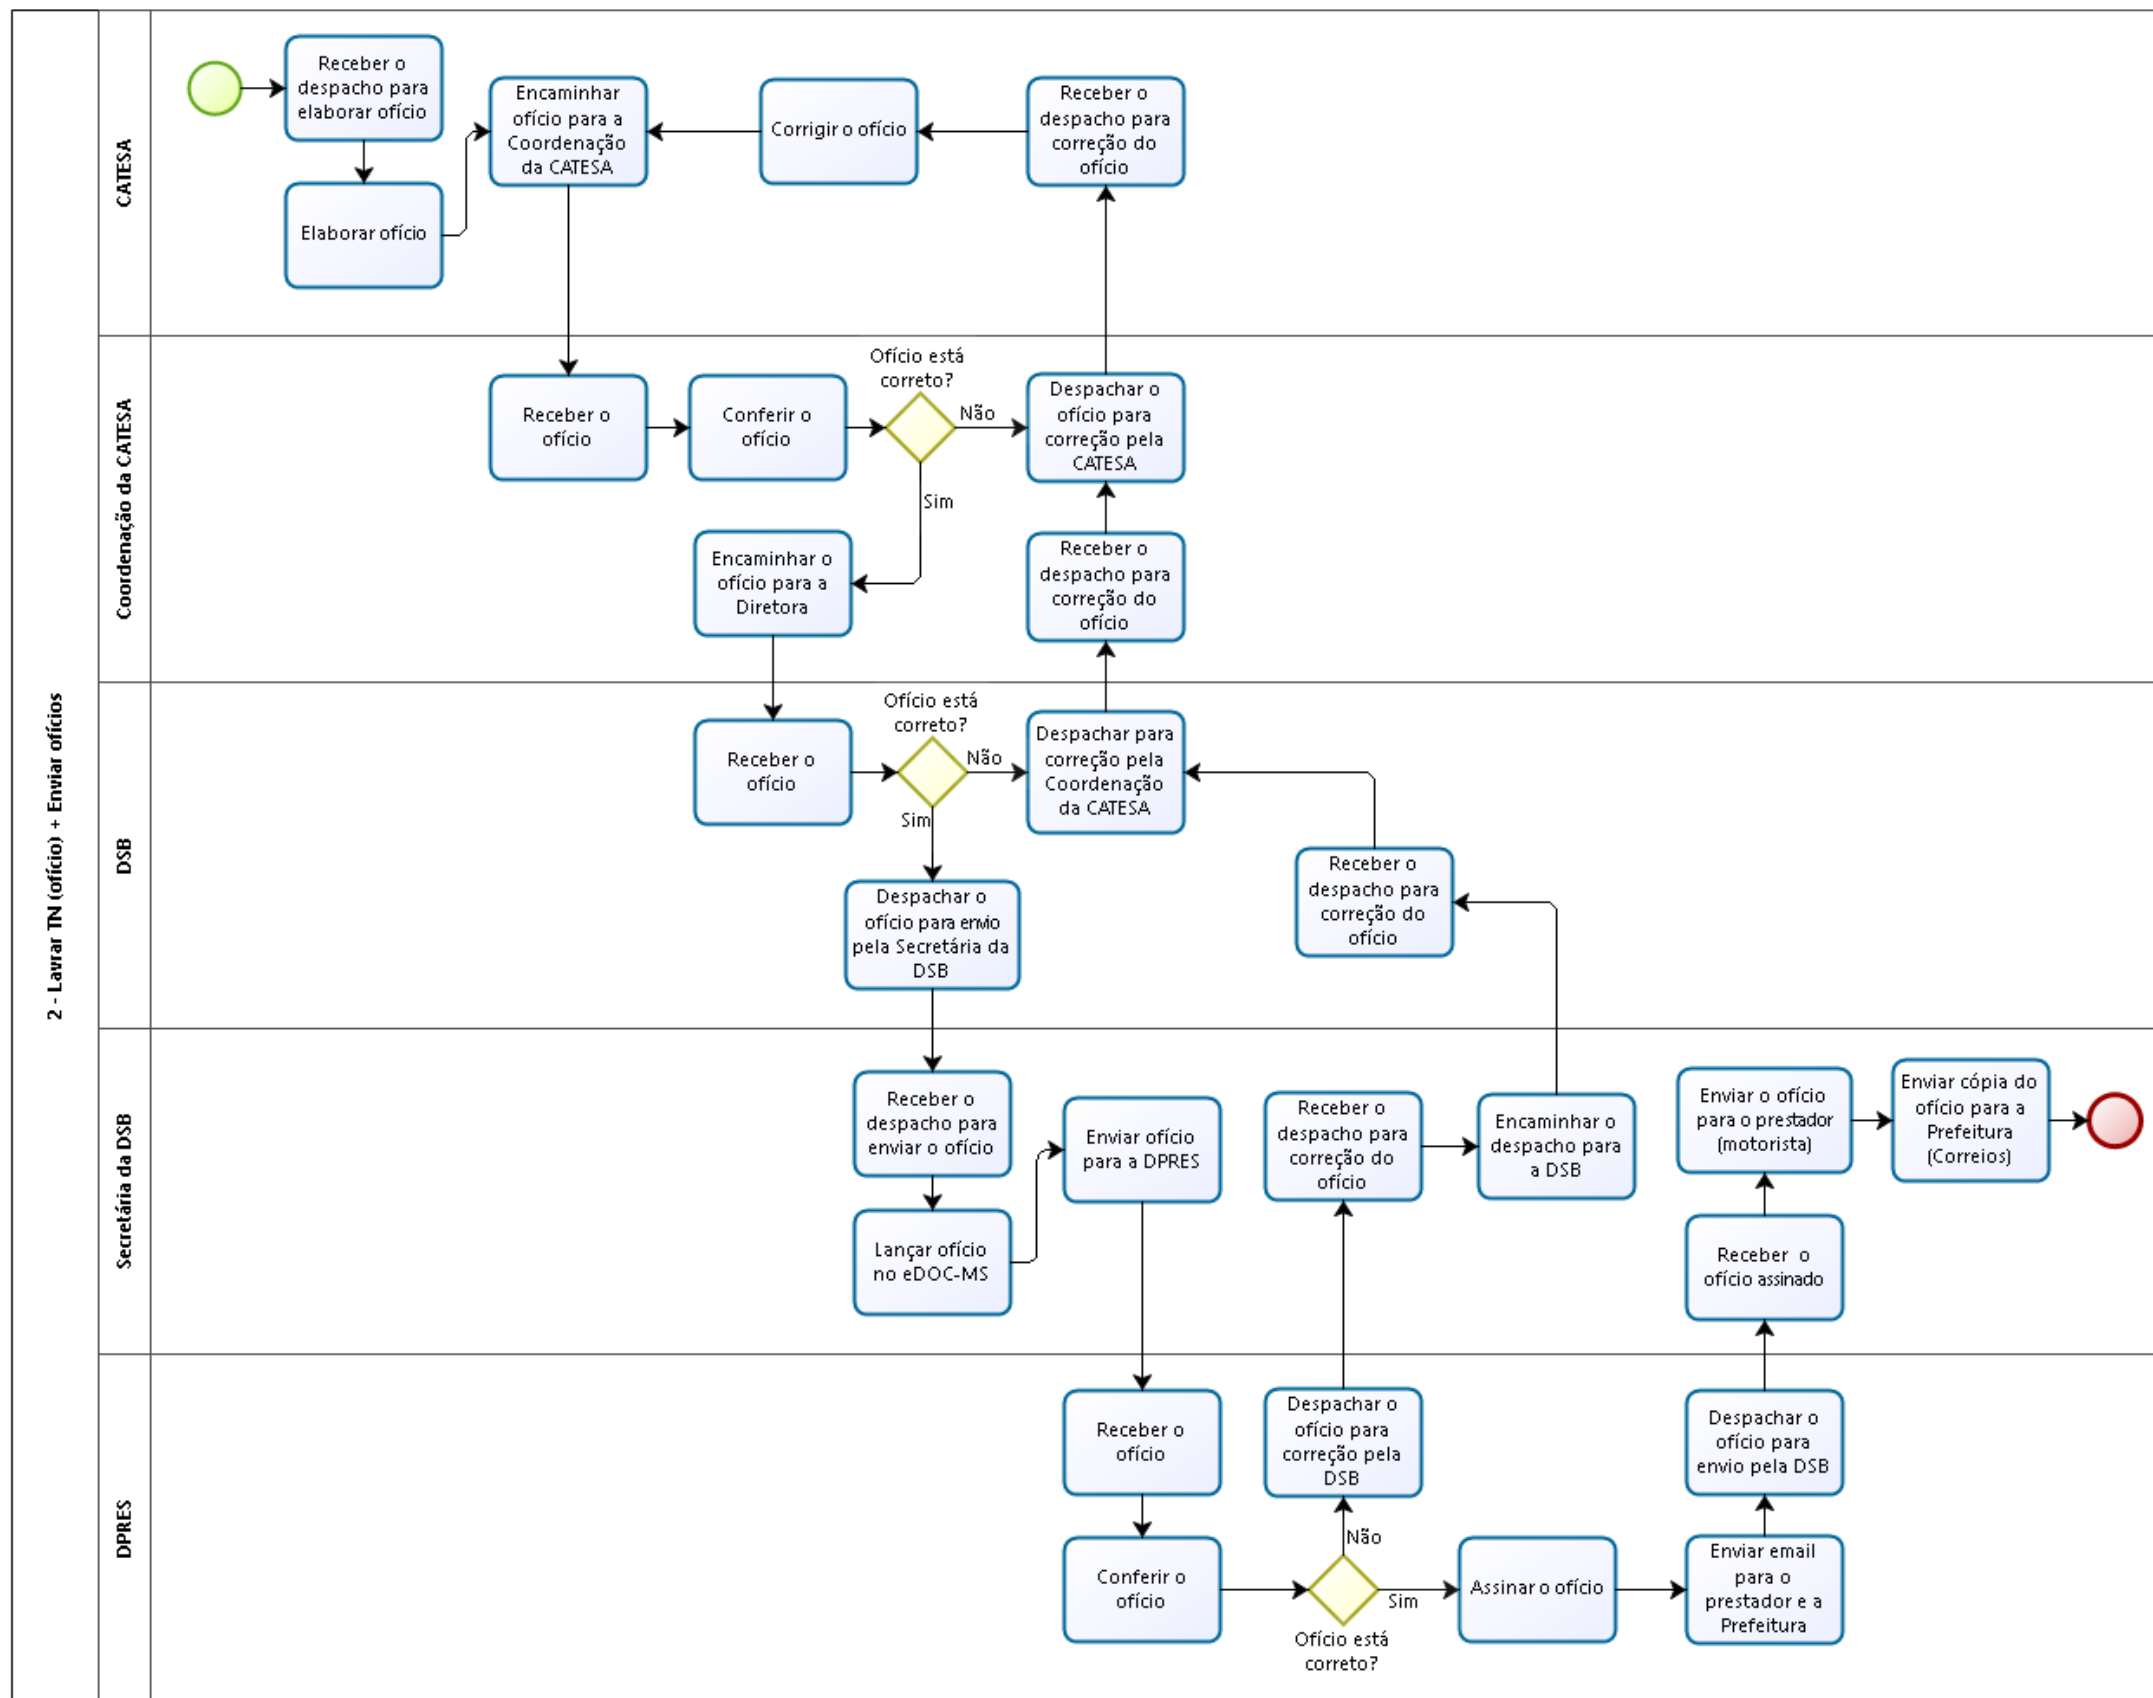 2 - Lavrar TN (ofício) + Enviar ofícios
CATESA
Receber o
despacho para
elaborar ofício
Elaborar ofício
Encaminhar
ofício para a
Coordenação
da CATESA
Corrigir o ofício
Receber o
despacho para
correção do
ofício
Coordenação da CATESA
Receber o
ofício
Conferir o
ofício
Ofício está
correto?
Não
Sim
Despachar o
ofício para
correção pela
CATESA
Encaminhar o
ofício para a
Diretora
Receber o
despacho para
correção do
ofício
DSB
Receber o
ofício
Ofício está
correto?
Não
Sim
Despachar para
correção pela
Coordenação
da CATESA
Despachar o
ofício para envio
pela Secretária da
DSB
Receber o
despacho para
correção do
ofício
Secretária da DSB
Receber o
despacho para
enviar o ofício
Lançar ofício
no eDOC-MS
Enviar ofício
para a DPRES
Receber o
despacho para
correção do
ofício
Encaminhar o
despacho para
a DSB
Enviar o ofício
para o prestador
(motorista)
Enviar cópia do
ofício para a
Prefeitura
(Correios)
Receber o
ofício assinado
DPRES
Receber o
ofício
Conferir o
ofício
Despachar o
ofício para
correção pela
DSB
Não
Sim
Ofício está
correto?
Assinar o ofício
Enviar email
para o
prestador e a
Prefeitura
Despachar o
ofício para
envio pela DSB